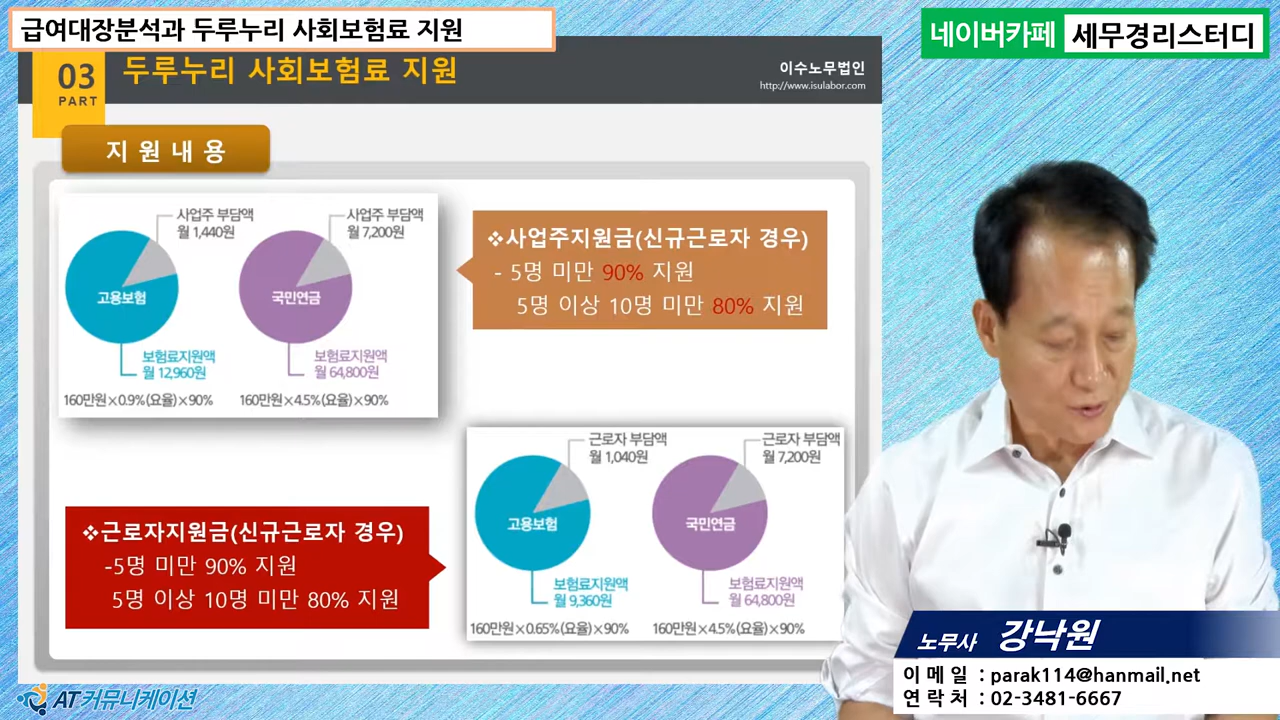 급여대장분석과 두루누리 사회보험료 지원
네이버카페 세무경리스터디
03
PART
두루누리 사회보험료 지원
이수노무법인
http://www.isulabor.com
지원내용
사업주 부담액
월 1,440원
고용보험
보험료지원액
월 12,960원
160만원×0.9%(요율)×90%
사업주 부담액
월 7,200원
국민연금
보험료지원액
월 64,800원
160만원×4.5%(요율)×90%
❖사업주지원금(신규근로자 경우)
- 5명 미만 90% 지원
5명 이상 10명 미만 80% 지원
❖근로자지원금(신규근로자 경우)
-5명 미만 90% 지원
5명 이상 10명 미만 80% 지원
근로자 부담액
월 1,040원
고용보험
보험료지원액
월 9,360원
160만원×0.65%(요율)×90%
근로자 부담액
월 7,200원
국민연금
보험료지원액
월 64,800원
160만원×4.5%(요율)×90%
노무사 강낙원
이 메 일 : parak114@hanmail.net
연 락 처 : 02-3481-6667
AT커뮤니케이션